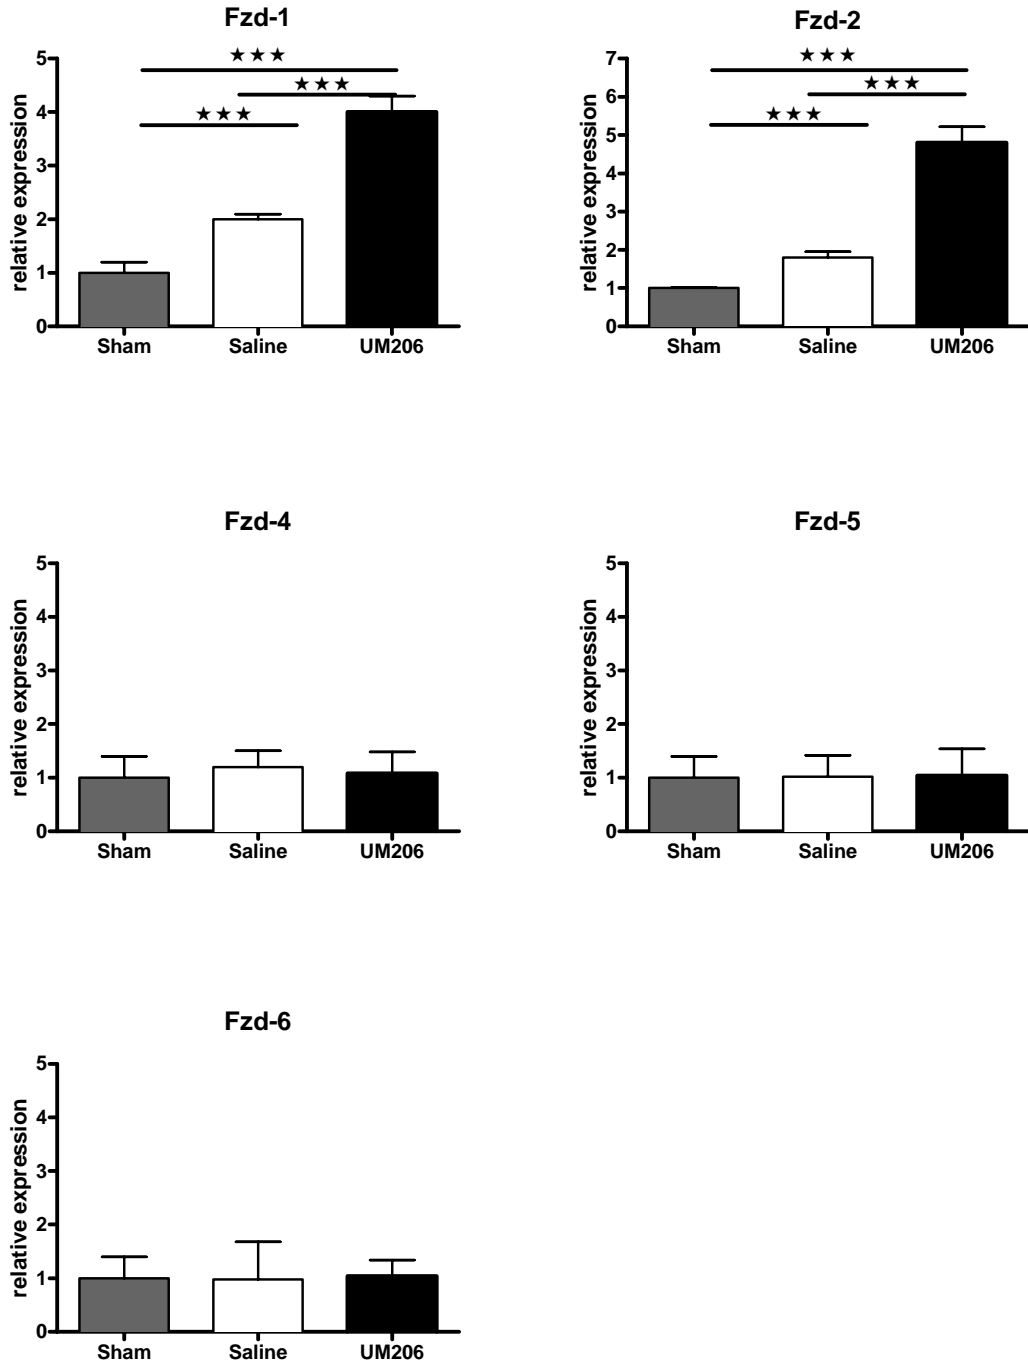 Fzd-1
★★★
★★★
★★★
relative expression
5
4
3
2
1
0
Sham Saline UM206
Fzd-2
★★★
★★★
★★★
relative expression
7
6
5
4
3
2
1
0
Sham Saline UM206
Fzd-4
relative expression
5
4
3
2
1
0
Sham Saline UM206
Fzd-5
relative expression
5
4
3
2
1
0
Sham Saline UM206
Fzd-6
relative expression
5
4
3
2
1
0
Sham Saline UM206